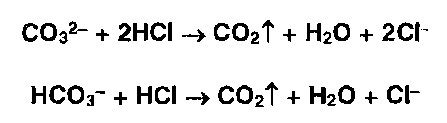 CO₃²⁻ + 2HCl → CO₂↑ + H₂O + 2Cl⁻
HCO₃⁻ + HCl → CO₂↑ + H₂O + Cl⁻